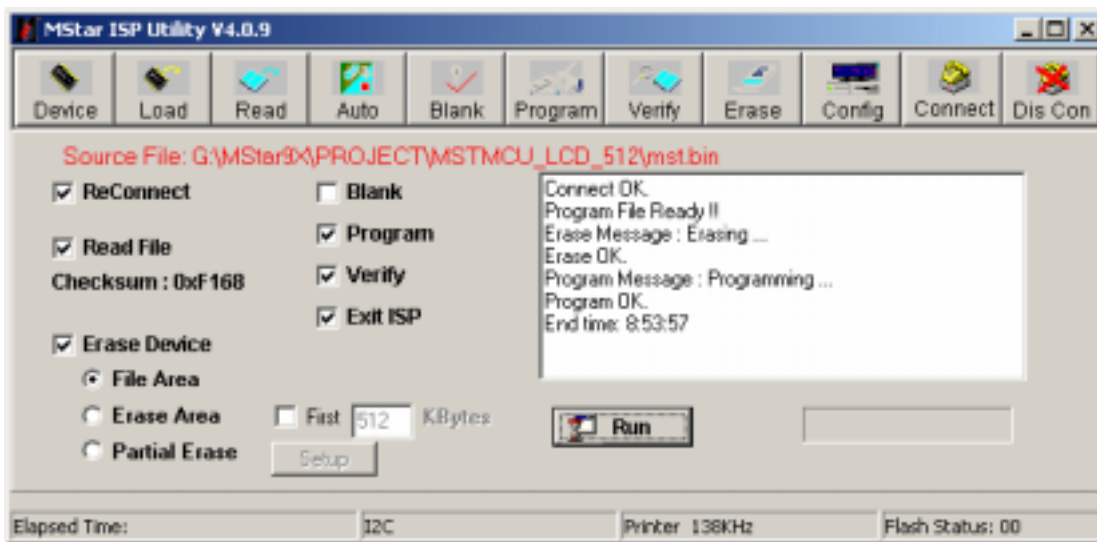 MStar ISP Utility V4.0.9
Device Load Read Auto Blank Program Verify Erase Config Connect Dis Con
Source File: G:\MStar9X\PROJECT\MSTMCU_LCD_512\mst.bin
ReConnect
Read File
Checksum : 0xF168
Erase Device
File Area
Erase Area
Partial Erase
Blank
Program
Verify
Exit ISP
First 512 KBytes
Setup
Connect OK.
Program File Ready !!
Erase Message : Erasing ...
Erase OK.
Program Message : Programming ...
Program OK.
End time: 8:53:57
Run
Elapsed Time: I2C Printer 138KHz Flash Status: 00